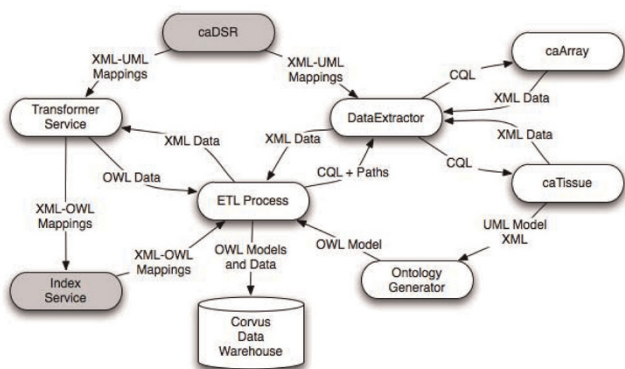 caDSR
XML-UML
Mappings
XML-UML
Mappings
caArray
CQL
XML Data
Transformer
Service
DataExtractor
XML Data
XML Data
XML Data
CQL
OWL Data
CQL + Paths
caTissue
ETL Process
XML-OWL
Mappings
UML Model
XML
XML-OWL
Mappings
OWL Models
and Data
OWL Model
Index
Service
Ontology
Generator
Corvus
Data
Warehouse